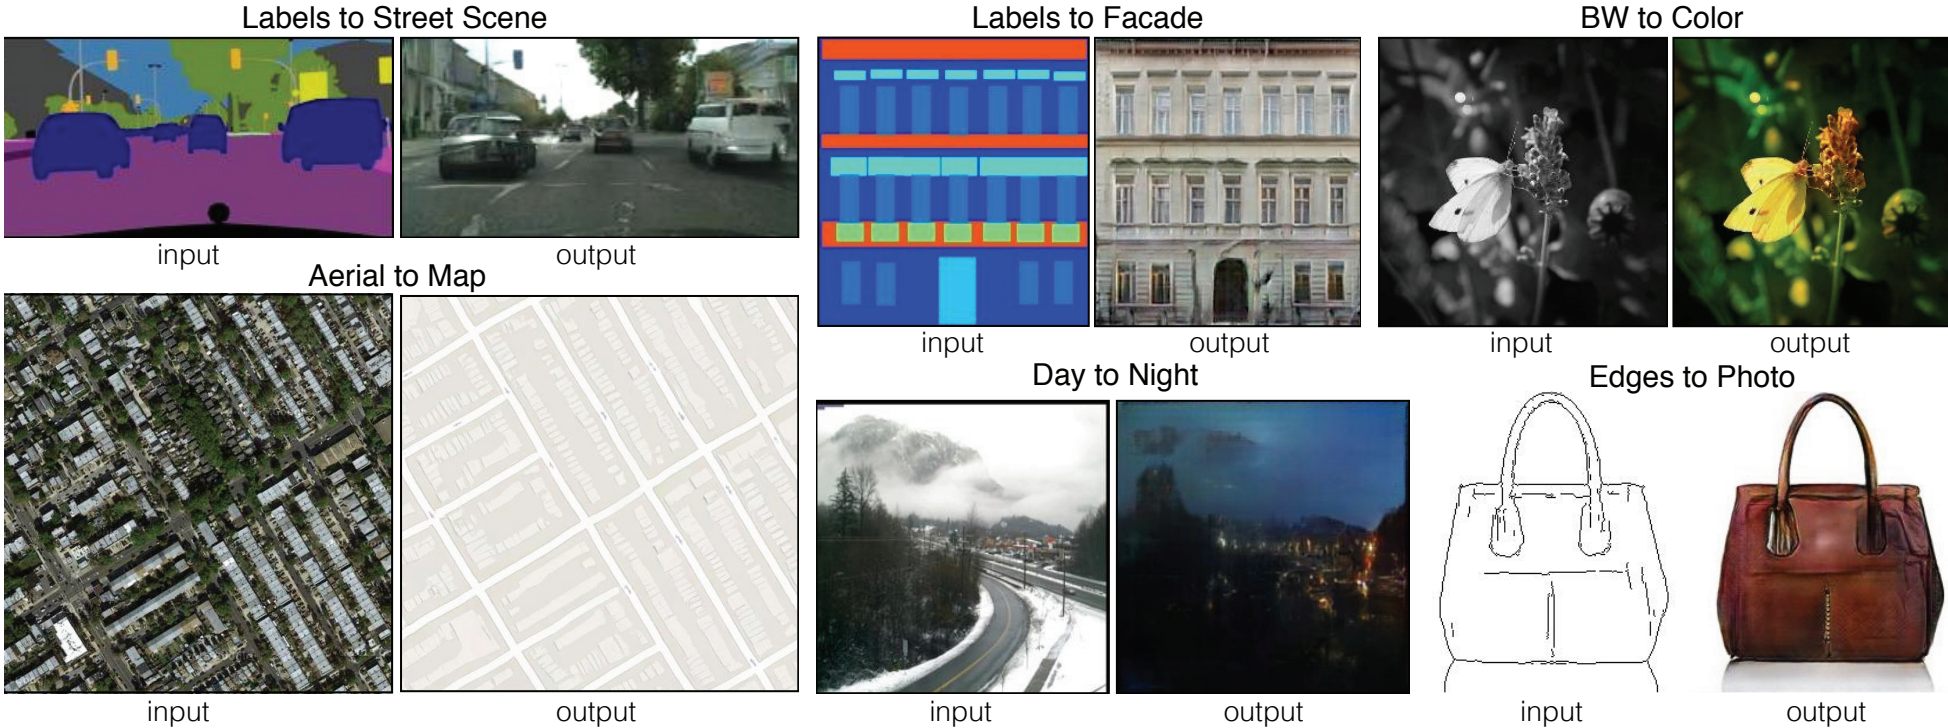 Labels to Street Scene
input
output
Aerial to Map
input
output
Labels to Facade
input
output
BW to Color
input
output
Day to Night
input
output
Edges to Photo
input
output